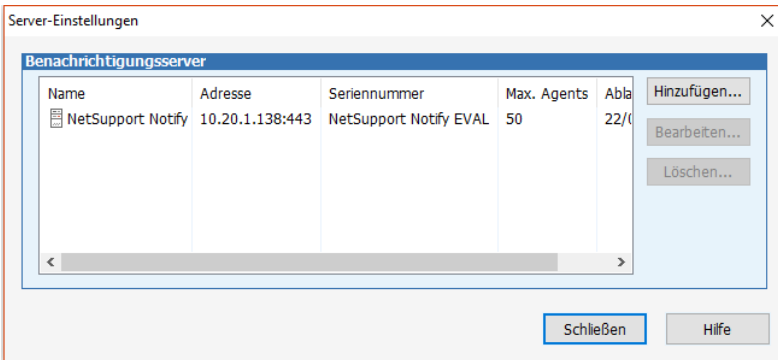 Server-Einstellungen
Benachrichtigungsserver
Name Adresse Seriennummer Max. Agents Abla
NetSupport Notify 10.20.1.138:443 NetSupport Notify EVAL 50 22/0
Hinzufügen...
Bearbeiten...
Löschen...
Schließen Hilfe